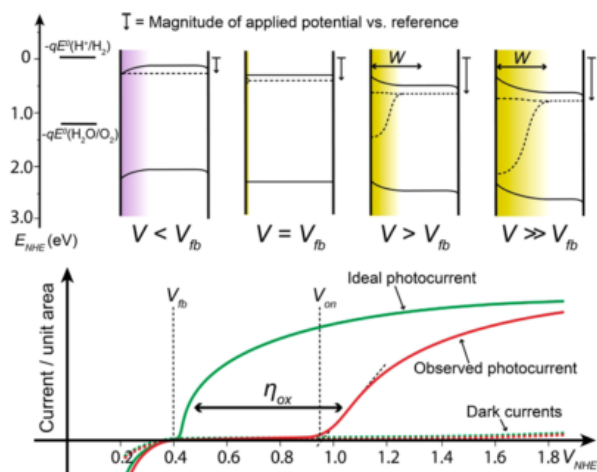 = Magnitude of applied potential vs. reference
-qE⁰(H⁺/H₂)
0
1.0
-qE⁰(H₂O/O₂)
2.0
3.0
E_NHE (eV)
W
W
V < V_fb
V = V_fb
V > V_fb
V ≫ V_fb
Current / unit area
V_fb
V_on
Ideal photocurrent
η_ox
Observed photocurrent
Dark currents
0.2
0.4
0.6
0.8
1.0
1.2
1.4
1.6
1.8
V_NHE